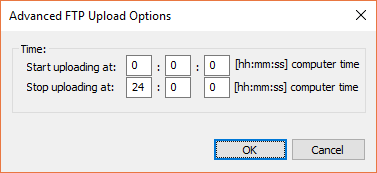 Advanced FTP Upload Options
Time:
Start uploading at: 0 : 0 : 0 [hh:mm:ss] computer time
Stop uploading at: 24 : 0 0 [hh:mm:ss] computer time
OK Cancel